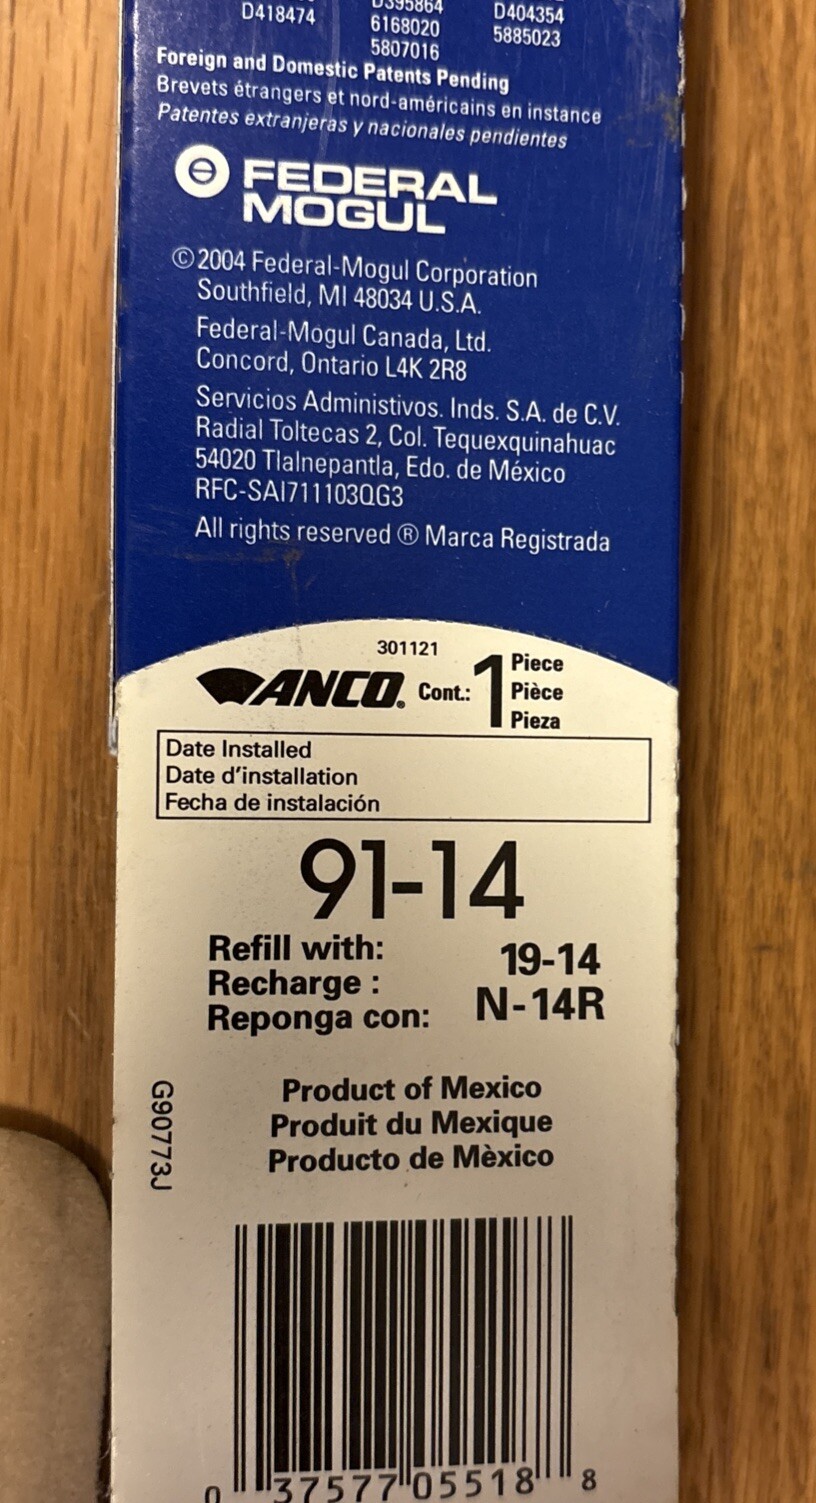 D418474
D395864
6168020
5807016
D404354
5885023
Foreign and Domestic Patents Pending
Brevets étrangers et nord-américains en instance
Patentes extranjeras y nacionales pendientes
FEDERAL
MOGUL
© 2004 Federal-Mogul Corporation
Southfield, MI 48034 U.S.A.
Federal-Mogul Canada, Ltd.
Concord, Ontario L4K 2R8
Servicios Administivos. Inds. S.A. de C.V.
Radial Toltecas 2, Col. Tequexquinahuac
54020 Tlalnepantla, Edo. de México
RFC-SAI711103QG3
All rights reserved ® Marca Registrada
301121
ANCO® Cont.: 1 Piece
Pièce
Pieza
Date Installed
Date d'installation
Fecha de instalación
91-14
Refill with: 19-14
Recharge : N-14R
Reponga con:
Product of Mexico
Produit du Mexique
Producto de Mèxico
G90773J
0 37577 05518 8